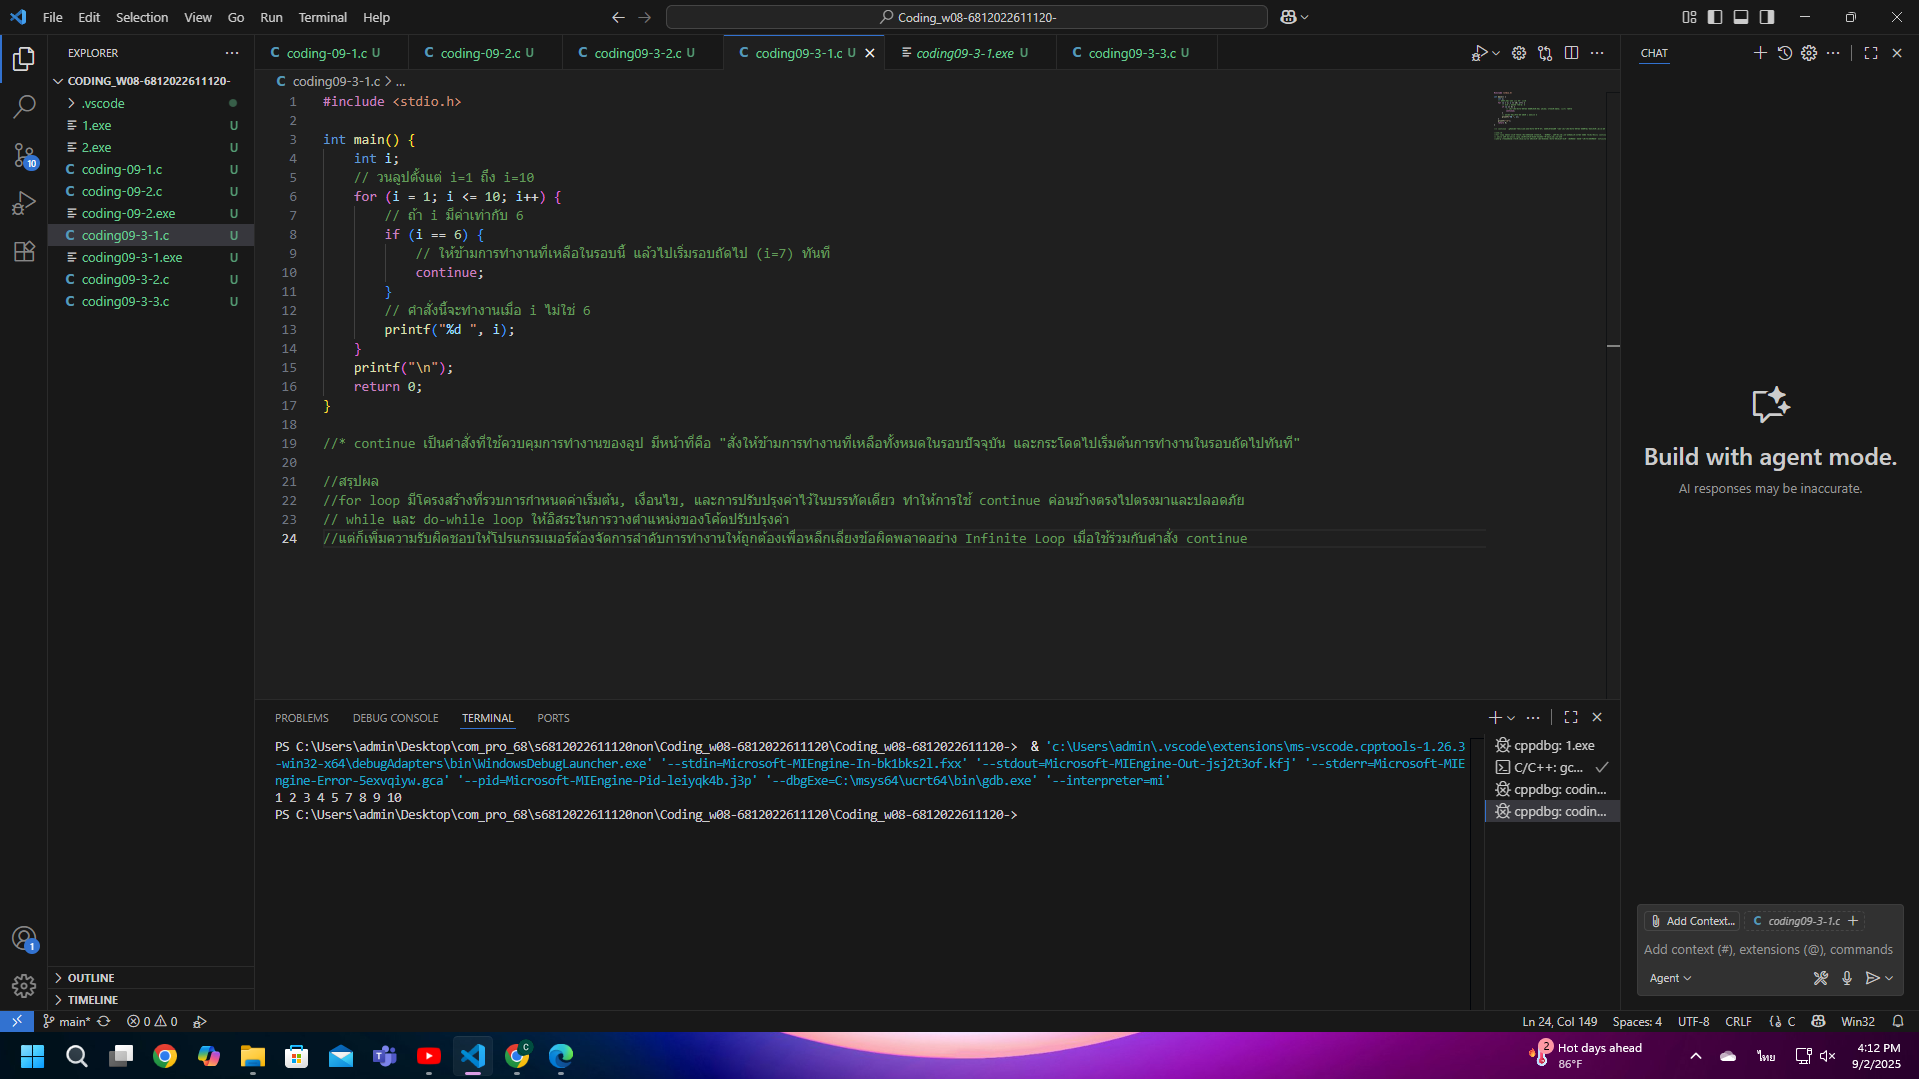 File Edit Selection View Go Run Terminal Help
Coding_w08-6812022611120-
EXPLORER
CODING_W08-6812022611120-
.vscode
1.exe U
2.exe U
coding-09-1.c U
coding-09-2.c U
coding-09-2.exe U
coding09-3-1.c U
coding09-3-1.exe U
coding09-3-2.c U
coding09-3-3.c U
OUTLINE
TIMELINE
coding-09-1.c U coding-09-2.c U coding09-3-2.c U coding09-3-1.c U coding09-3-1.exe U coding09-3-3.c U
coding09-3-1.c > ...
1 #include <stdio.h>
2
3 int main() {
4 int i;
5 // วนลูปตั้งแต่ i=1 ถึง i=10
6 for (i = 1; i <= 10; i++) {
7 // ถ้า i มีค่าเท่ากับ 6
8 if (i == 6) {
9 // ให้ข้ามการทำงานที่เหลือในรอบนี้ แล้วไปเริ่มรอบถัดไป (i=7) ทันที
10 continue;
11 }
12 // คำสั่งนี้จะทำงานเมื่อ i ไม่ใช่ 6
13 printf("%d ", i);
14 }
15 printf("\n");
16 return 0;
17 }
18
19 //* continue เป็นคำสั่งที่ใช้ควบคุมการทำงานของลูป มีหน้าที่คือ "สั่งให้ข้ามการทำงานที่เหลือทั้งหมดในรอบปัจจุบัน และกระโดดไปเริ่มต้นการทำงานในรอบถัดไปทันที"
20
21 //สรุปผล
22 //for loop มีโครงสร้างที่รวบการกำหนดค่าเริ่มต้น, เงื่อนไข, และการปรับปรุงค่าไว้ในบรรทัดเดียว ทำให้การใช้ continue ค่อนข้างตรงไปตรงมาและปลอดภัย
23 // while และ do-while loop ให้อิสระในการวางตำแหน่งของโค้ดปรับปรุงค่า
24 //แต่ก็เพิ่มความรับผิดชอบให้โปรแกรมเมอร์ต้องจัดการลำดับการทำงานให้ถูกต้องเพื่อหลีกเลี่ยงข้อผิดพลาดอย่าง Infinite Loop เมื่อใช้ร่วมกับคำสั่ง continue
PROBLEMS DEBUG CONSOLE TERMINAL PORTS
PS C:\Users\admin\Desktop\com_pro_68\s6812022611120non\Coding_w08-6812022611120\Coding_w08-6812022611120-> & 'c:\Users\admin\.vscode\extensions\ms-vscode.cpptools-1.26.3
-win32-x64\debugAdapters\bin\WindowsDebugLauncher.exe' '--stdin=Microsoft-MIEngine-In-bk1bks2l.fxx' '--stdout=Microsoft-MIEngine-Out-jsj2t3of.kfj' '--stderr=Microsoft-MIE
ngine-Error-5exvqiyw.gca' '--pid=Microsoft-MIEngine-Pid-leiyqk4b.j3p' '--dbgExe=C:\msys64\ucrt64\bin\gdb.exe' '--interpreter=mi'
1 2 3 4 5 7 8 9 10
PS C:\Users\admin\Desktop\com_pro_68\s6812022611120non\Coding_w08-6812022611120\Coding_w08-6812022611120->
cppdbg: 1.exe
C/C++: gc...
cppdbg: codin...
cppdbg: codin...
CHAT
Build with agent mode.
AI responses may be inaccurate.
Add Context... coding09-3-1.c
Add context (#), extensions (@), commands
Agent
10
1
main* 0 0
Ln 24, Col 149 Spaces: 4 UTF-8 CRLF C Win32
2 Hot days ahead
86°F
ไทย
4:12 PM
9/2/2025